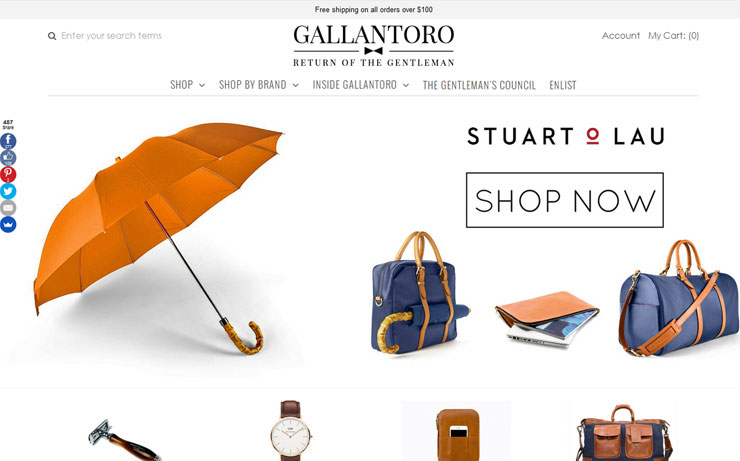 Free shipping on all orders over $100
Enter your search terms
GALLANTORO
RETURN OF THE GENTLEMAN
Account My Cart: (0)
SHOP SHOP BY BRAND INSIDE GALLANTORO THE GENTLEMAN'S COUNCIL ENLIST
487
Share
STUART O LAU
SHOP NOW